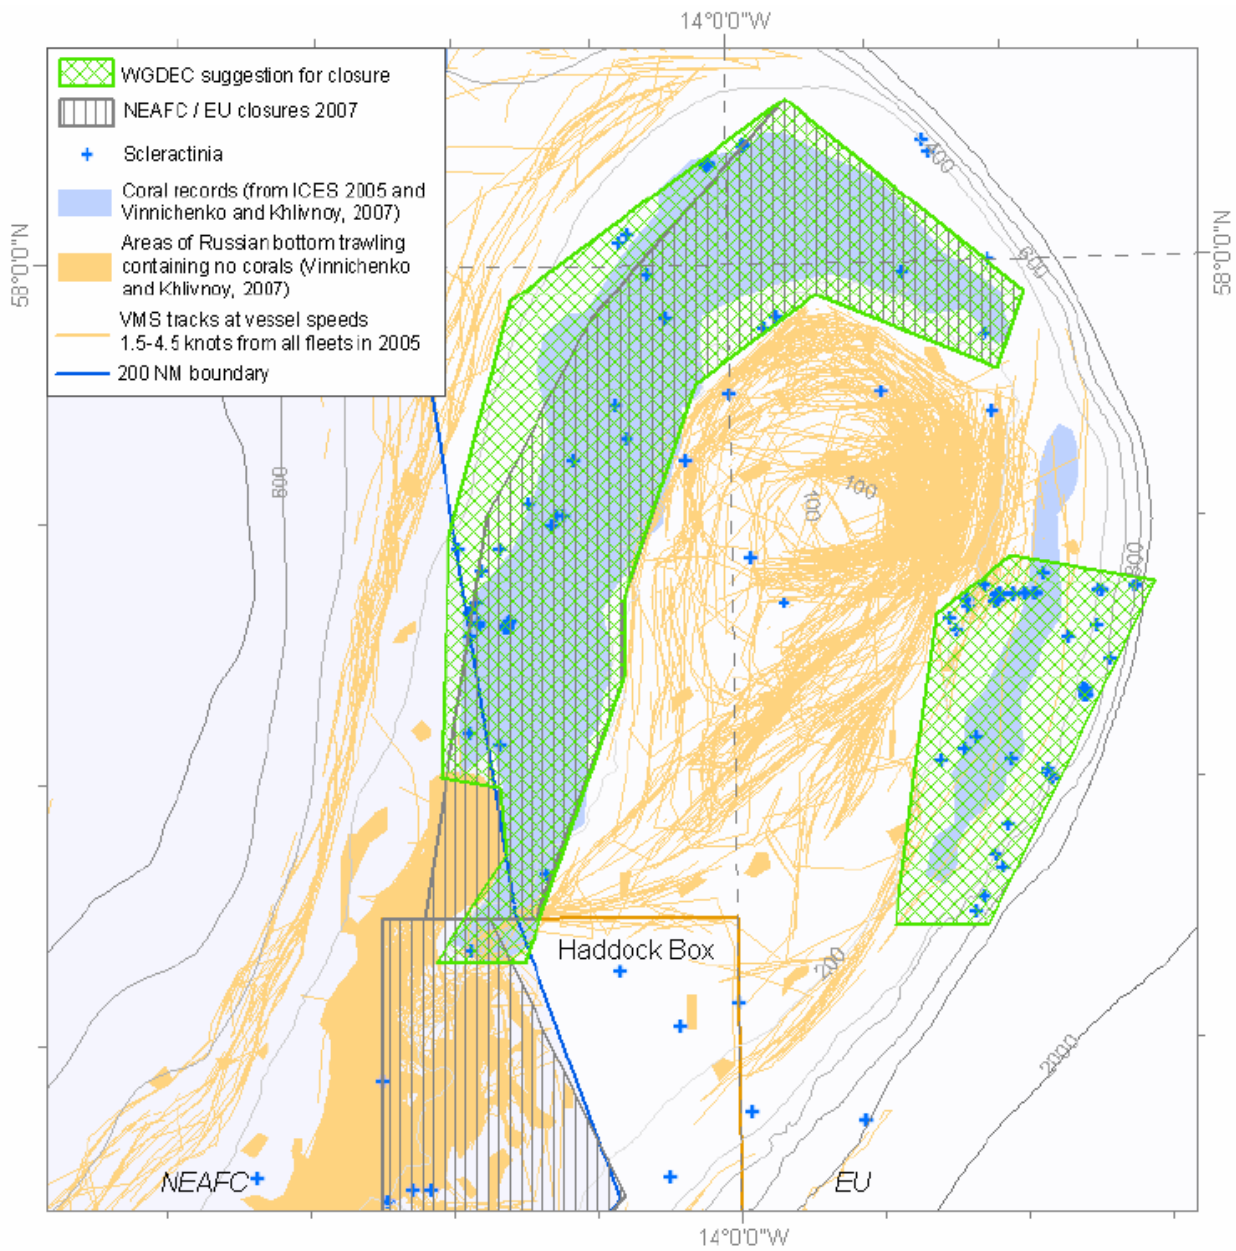 14°0'0"W
WGDEC suggestion for closure
NEAFC / EU closures 2007
Scleractinia
Coral records (from ICES 2005 and
Vinnichenko and Khlivnoy, 2007)
Areas of Russian bottom trawling
containing no corals (Vinnichenko
and Khlivnoy, 2007)
VMS tracks at vessel speeds
1.5-4.5 knots from all fleets in 2005
200 NM boundary
400
58°0'0"N
58°0'0"N
600
100
100
Haddock Box
200
2000
NEAFC
EU
14°0'0"W